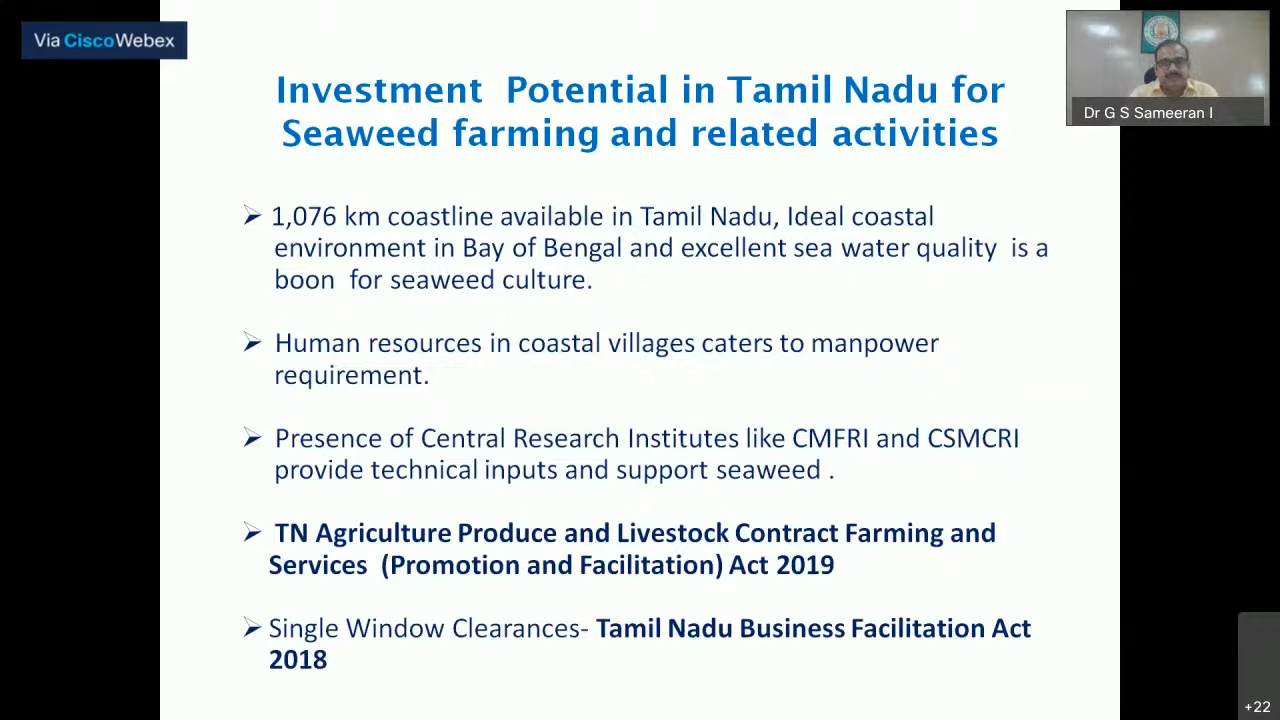 Via Cisco Webex
Dr G S Sameeran I
Investment Potential in Tamil Nadu for
Seaweed farming and related activities
➢ 1,076 km coastline available in Tamil Nadu, Ideal coastal
environment in Bay of Bengal and excellent sea water quality is a
boon for seaweed culture.
➢ Human resources in coastal villages caters to manpower
requirement.
➢ Presence of Central Research Institutes like CMFRI and CSMCRI
provide technical inputs and support seaweed .
➢ TN Agriculture Produce and Livestock Contract Farming and
Services (Promotion and Facilitation) Act 2019
➢ Single Window Clearances- Tamil Nadu Business Facilitation Act
2018
+22